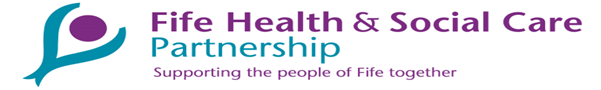 Fife Health & Social Care
Partnership
Supporting the people of Fife together